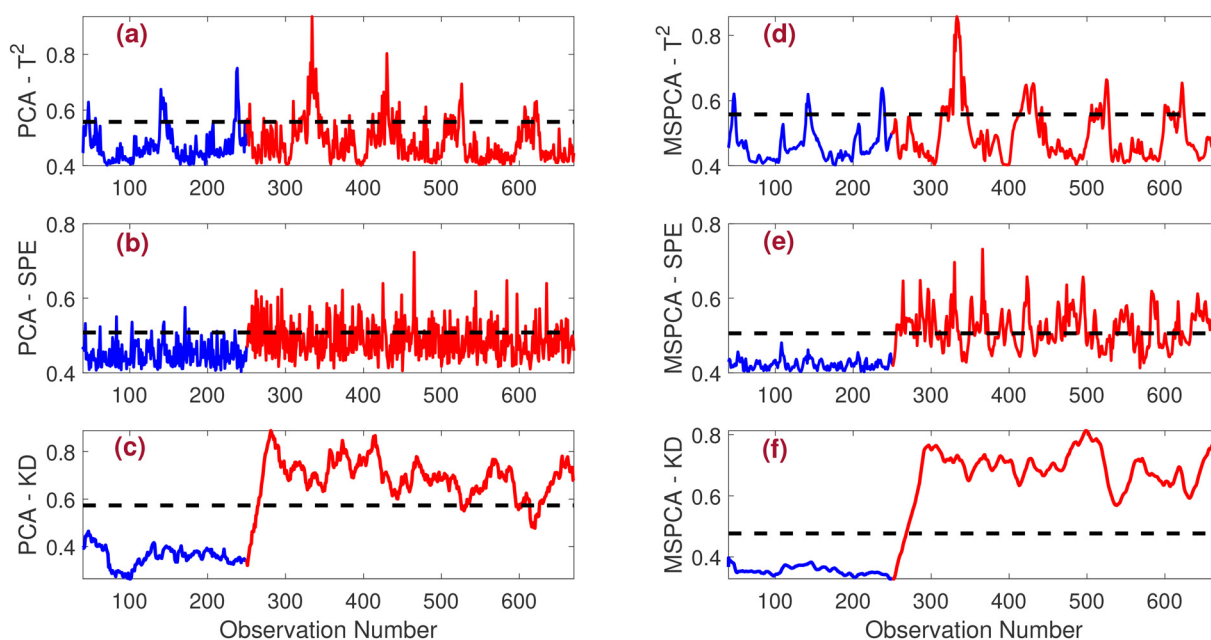 (a)
PCA - T²
0.8
0.6
0.4
100 200 300 400 500 600
(d)
MSPCA - T²
0.8
0.6
0.4
100 200 300 400 500 600
(b)
PCA - SPE
0.8
0.6
0.4
100 200 300 400 500 600
(e)
MSPCA - SPE
0.8
0.6
0.4
100 200 300 400 500 600
(c)
PCA - KD
0.8
0.6
0.4
100 200 300 400 500 600
Observation Number
(f)
MSPCA - KD
0.8
0.6
0.4
100 200 300 400 500 600
Observation Number